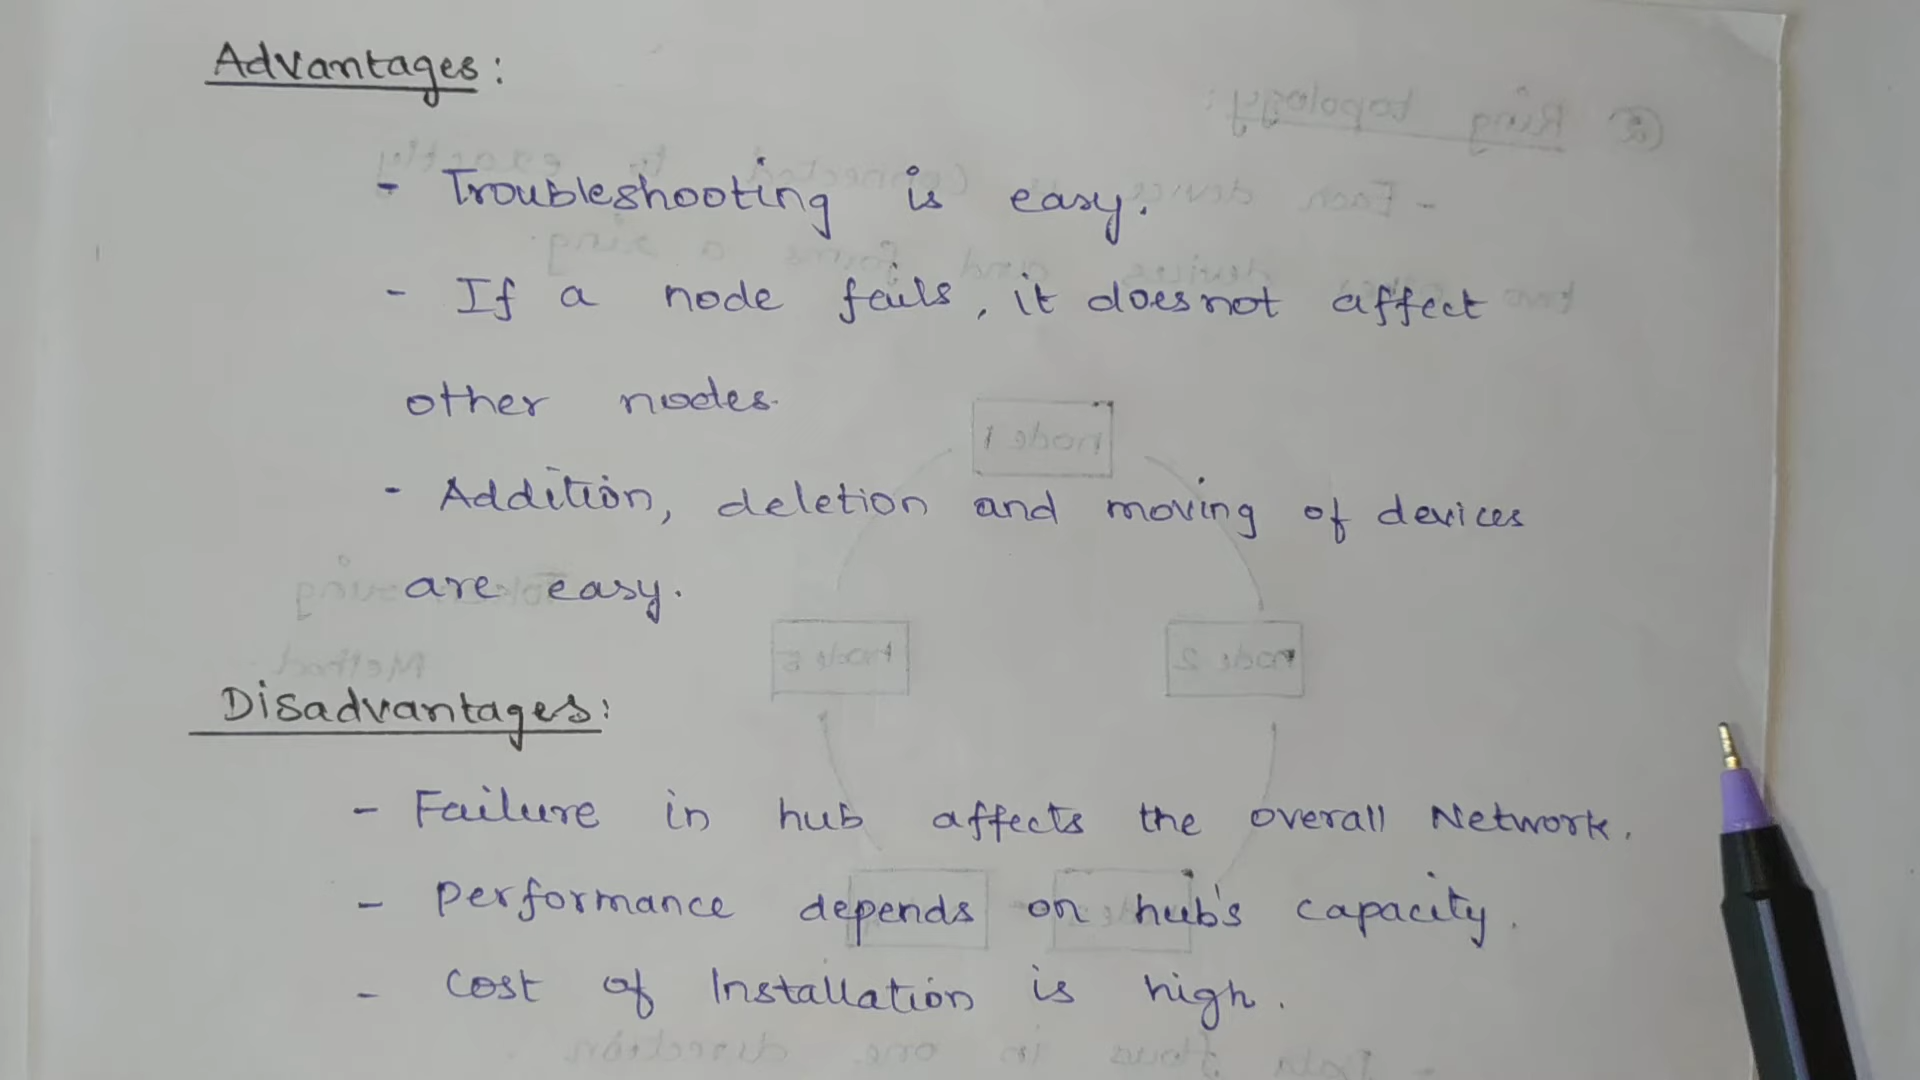 Advantages:
- Troubleshooting is easy.
- If a node fails, it does not affect
other nodes.
- Addition, deletion and moving of devices
are easy.
Disadvantages:
- Failure in hub affects the overall Network.
- Performance depends on hub's capacity.
- Cost of Installation is high.